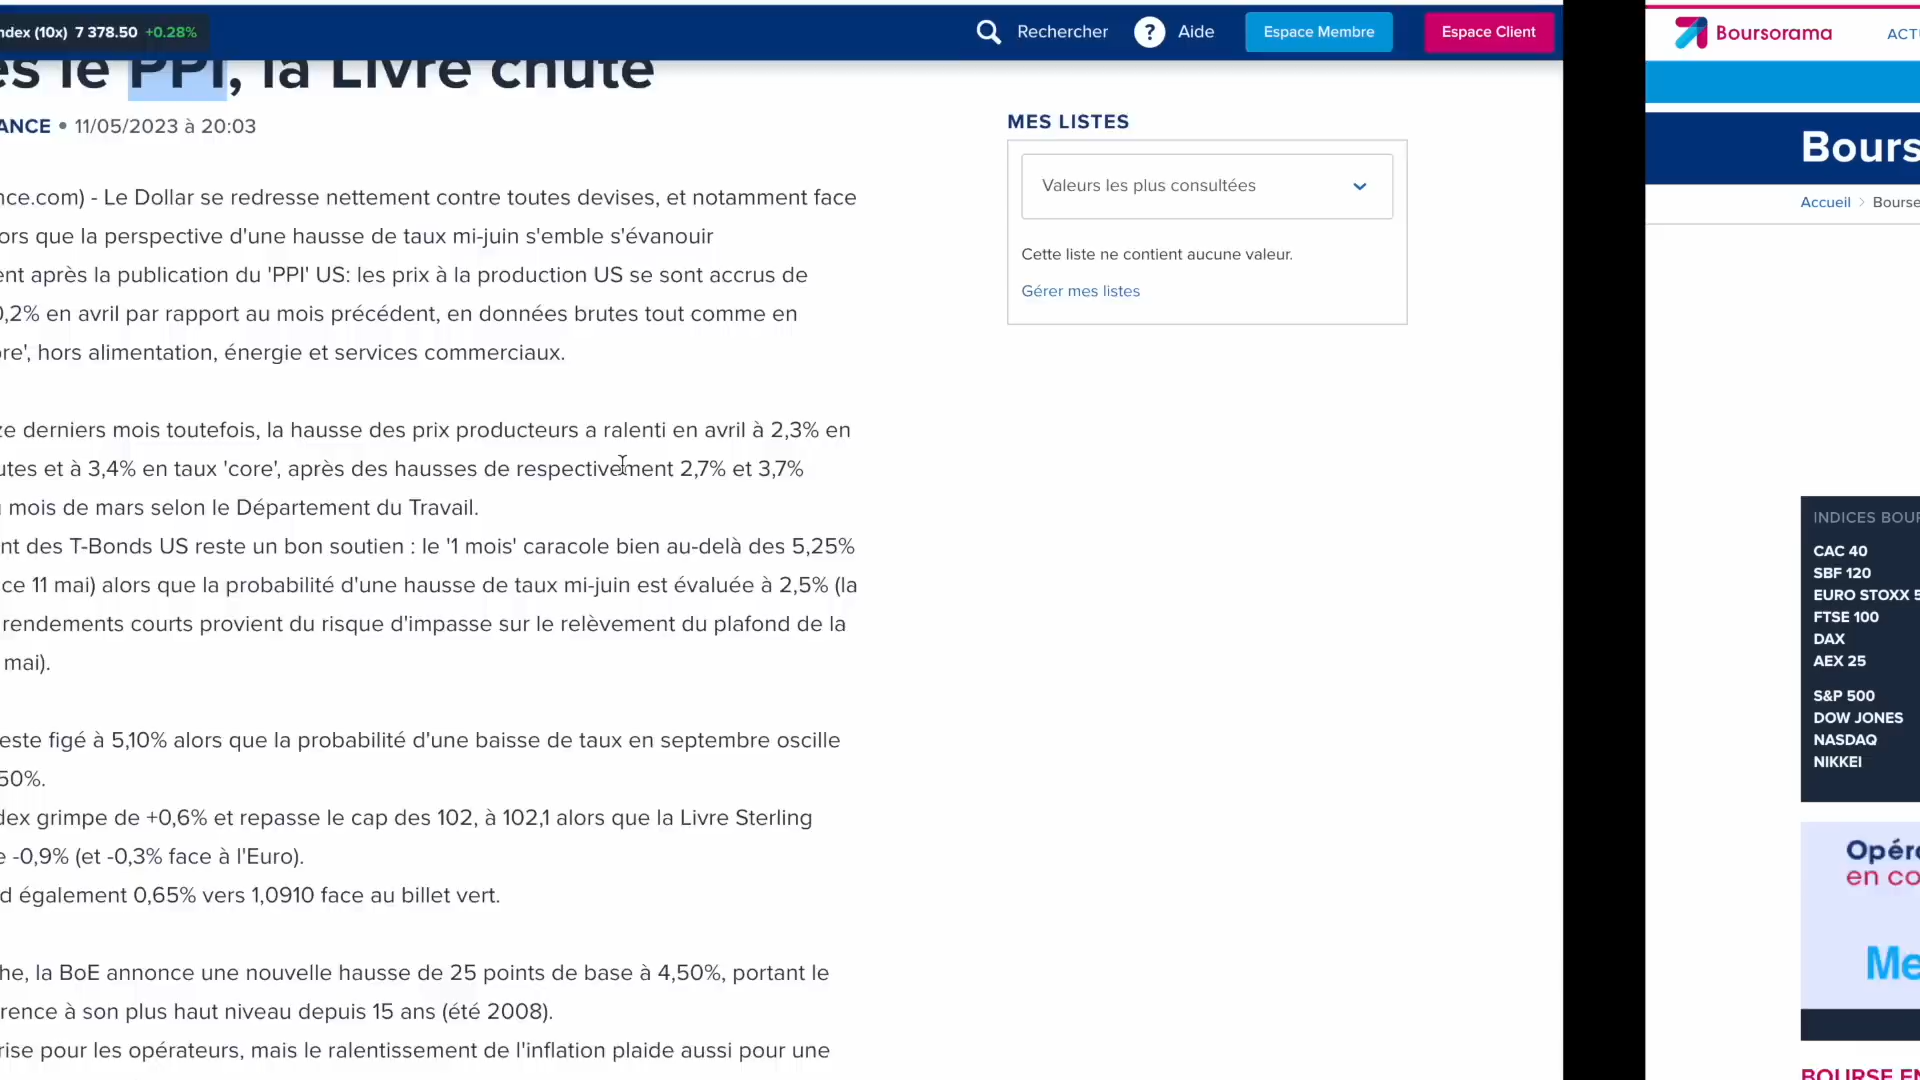 ndex (10x) 7 378.50 +0.28%
Rechercher
? Aide
Espace Membre
Espace Client
es le PPI, la Livre chute
ANCE • 11/05/2023 à 20:03
nce.com) - Le Dollar se redresse nettement contre toutes devises, et notamment face
ors que la perspective d'une hausse de taux mi-juin s'emble s'évanouir
ent après la publication du 'PPI' US: les prix à la production US se sont accrus de
0,2% en avril par rapport au mois précédent, en données brutes tout comme en
ore', hors alimentation, énergie et services commerciaux.
ze derniers mois toutefois, la hausse des prix producteurs a ralenti en avril à 2,3% en
utes et à 3,4% en taux 'core', après des hausses de respectivement 2,7% et 3,7%
mois de mars selon le Département du Travail.
nt des T-Bonds US reste un bon soutien : le '1 mois' caracole bien au-delà des 5,25%
ce 11 mai) alors que la probabilité d'une hausse de taux mi-juin est évaluée à 2,5% (la
rendements courts provient du risque d'impasse sur le relèvement du plafond de la
mai).
este figé à 5,10% alors que la probabilité d'une baisse de taux en septembre oscille
50%.
dex grimpe de +0,6% et repasse le cap des 102, à 102,1 alors que la Livre Sterling
e -0,9% (et -0,3% face à l'Euro).
d également 0,65% vers 1,0910 face au billet vert.
he, la BoE annonce une nouvelle hausse de 25 points de base à 4,50%, portant le
rence à son plus haut niveau depuis 15 ans (été 2008).
rise pour les opérateurs, mais le ralentissement de l'inflation plaide aussi pour une
MES LISTES
Valeurs les plus consultées
Cette liste ne contient aucune valeur.
Gérer mes listes
Boursorama
ACTU
Bours
Accueil > Bourse
INDICES BOUR
CAC 40
SBF 120
EURO STOXX 5
FTSE 100
DAX
AEX 25
S&P 500
DOW JONES
NASDAQ
NIKKEI
Opéra
en co
Me
BOURSE EN